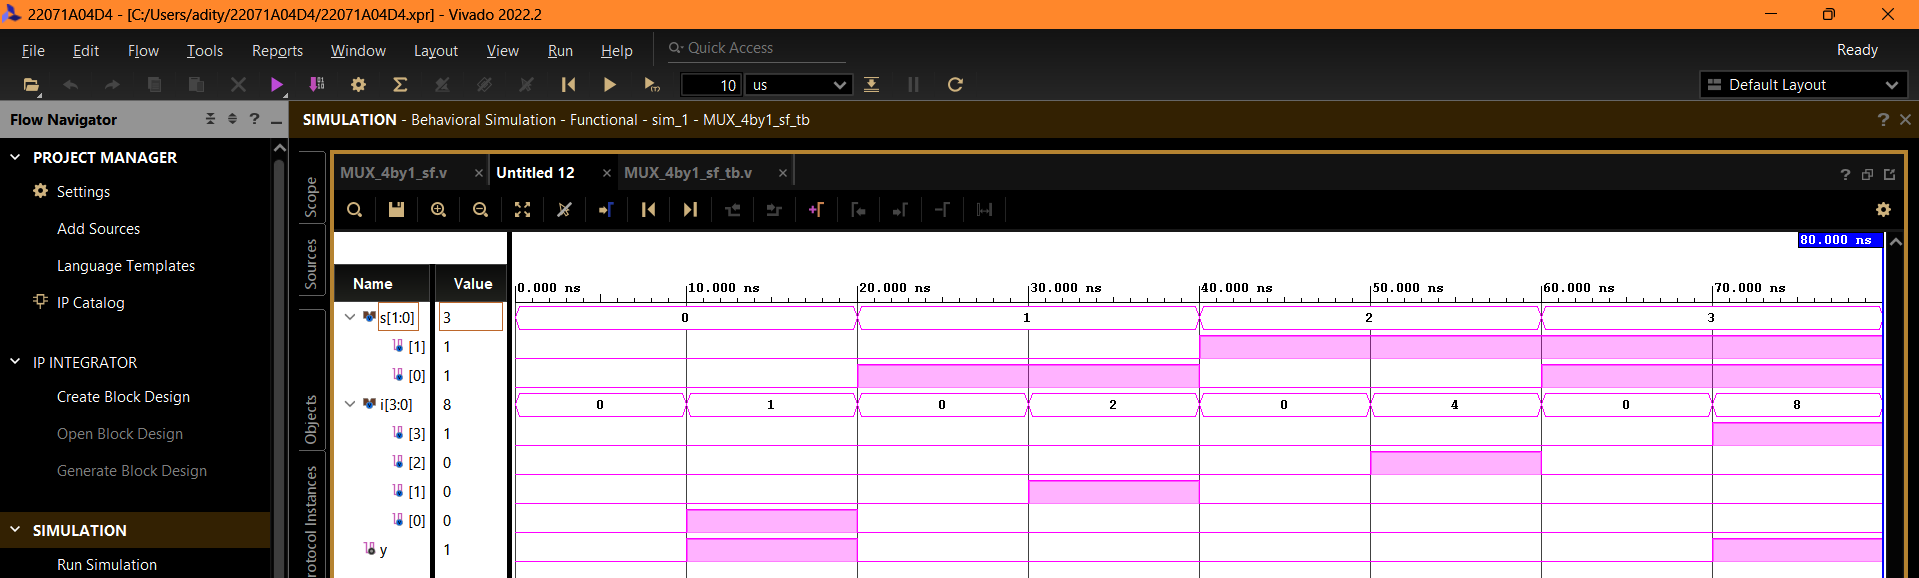 22071A04D4 - [C:/Users/adity/22071A04D4/22071A04D4.xpr] - Vivado 2022.2
File Edit Flow Tools Reports Window Layout View Run Help Quick Access Ready
10 us Default Layout
Flow Navigator
SIMULATION - Behavioral Simulation - Functional - sim_1 - MUX_4by1_sf_tb
PROJECT MANAGER
Settings
Add Sources
Language Templates
IP Catalog
IP INTEGRATOR
Create Block Design
Open Block Design
Generate Block Design
SIMULATION
Run Simulation
Scope
Sources
Objects
rotocol Instances
MUX_4by1_sf.v Untitled 12 MUX_4by1_sf_tb.v
80.000 ns
Name Value
0.000 ns 10.000 ns 20.000 ns 30.000 ns 40.000 ns 50.000 ns 60.000 ns 70.000 ns
s[1:0] 3 0 1 2 3
[1] 1
[0] 1
i[3:0] 8 0 1 0 2 0 4 0 8
[3] 1
[2] 0
[1] 0
[0] 0
y 1